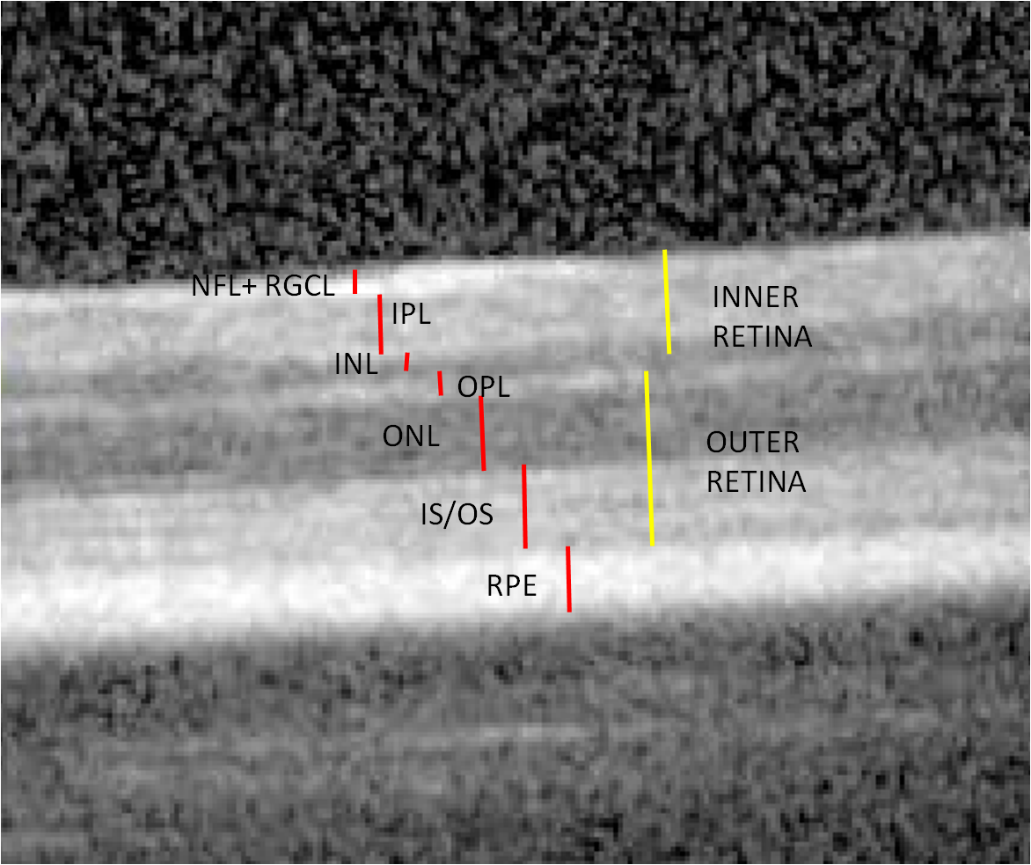 NFL+ RGCL
IPL
INNER
RETINA
INL
OPL
ONL
OUTER
RETINA
IS/OS
RPE